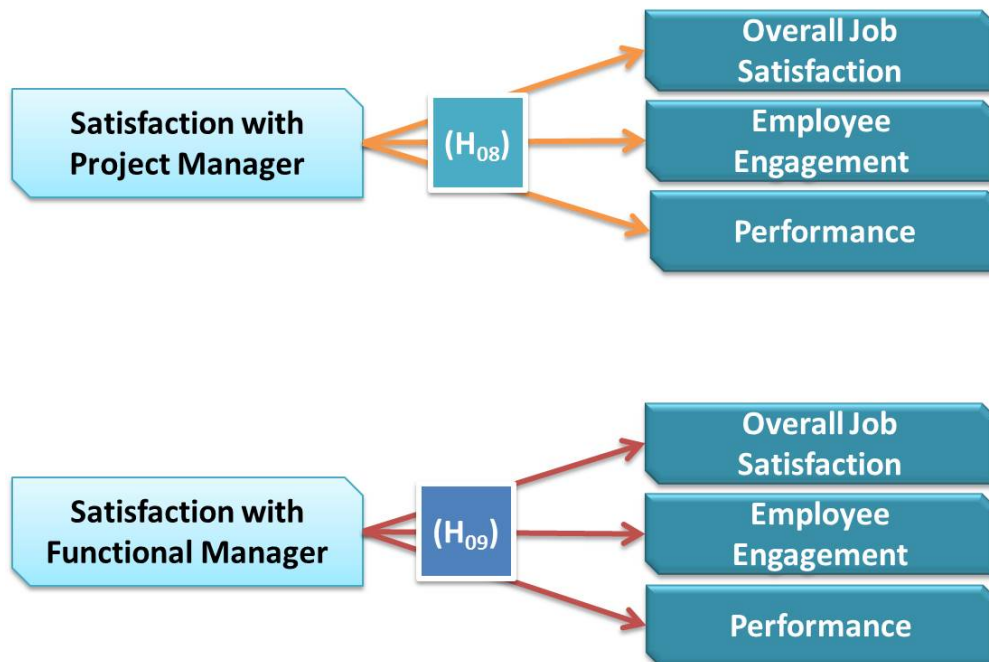 Overall Job
Satisfaction
Satisfaction with
Project Manager
(H₀₈)
Employee
Engagement
Performance
Overall Job
Satisfaction
Satisfaction with
Functional Manager
(H₀₉)
Employee
Engagement
Performance